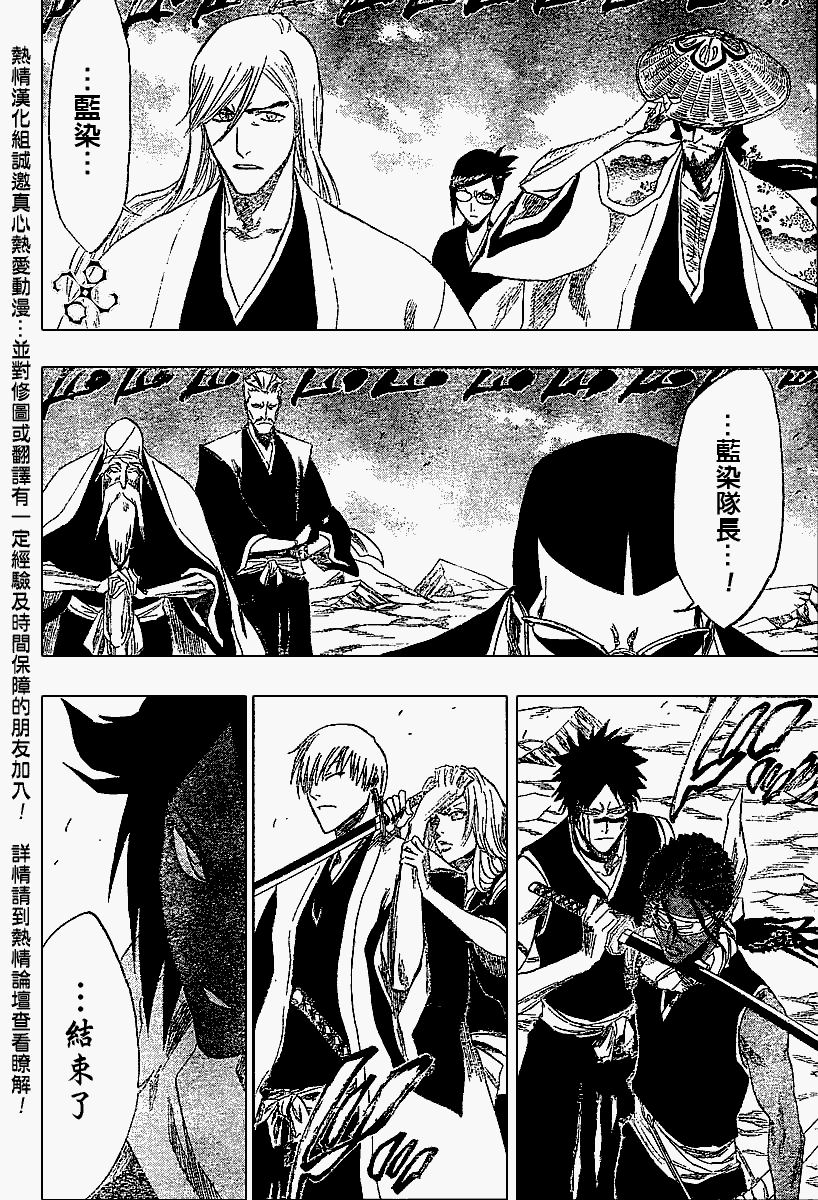 …藍染…
…藍染隊長…！
…結束了
熱情漢化組誠邀真心熱愛動漫…並對修圖或翻譯有一定經驗及時間保障的朋友加入！ 詳情請到熱情論壇查看瞭解！